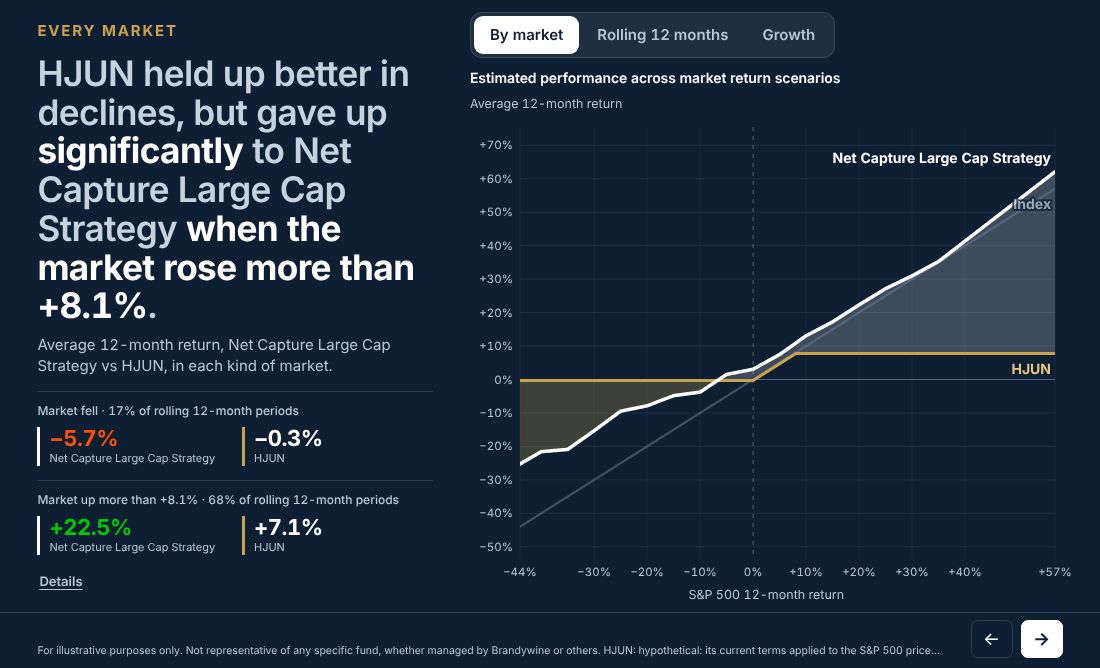 EVERY MARKET
HJUN held up better in
declines, but gave up
significantly to Net
Capture Large Cap
Strategy when the
market rose more than
+8.1%.
Average 12-month return, Net Capture Large Cap
Strategy vs HJUN, in each kind of market.
Market fell · 17% of rolling 12-month periods
−5.7%
Net Capture Large Cap Strategy
−0.3%
HJUN
Market up more than +8.1% · 68% of rolling 12-month periods
+22.5%
Net Capture Large Cap Strategy
+7.1%
HJUN
Details
By market
Rolling 12 months
Growth
Estimated performance across market return scenarios
Average 12-month return
+70%
+60%
+50%
+40%
+30%
+20%
+10%
0%
−10%
−20%
−30%
−40%
−50%
Net Capture Large Cap Strategy
Index
HJUN
−44%
−30%
−20%
−10%
0%
+10%
+20%
+30%
+40%
+57%
S&P 500 12-month return
For illustrative purposes only. Not representative of any specific fund, whether managed by Brandywine or others. HJUN: hypothetical: its current terms applied to the S&P 500 price...
← →